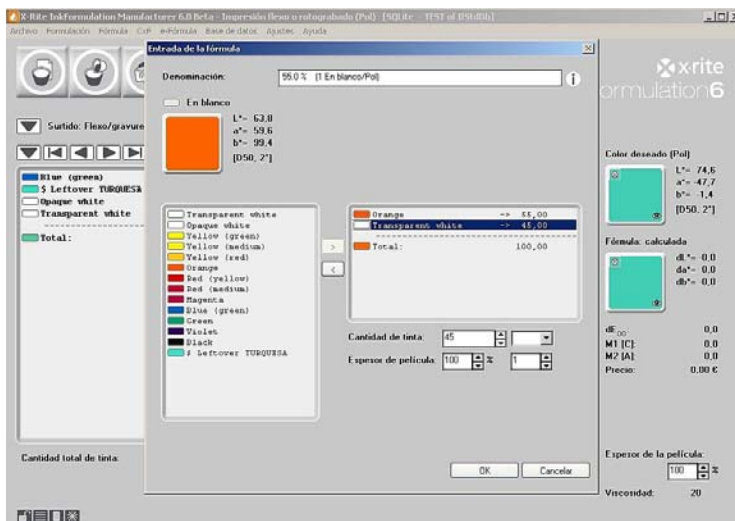 X-Rite InkFormulation Manufacturer 6.0 Beta - Impresión flexo o rotograbado (Pol) [SQLite - TEST of DStdDb]
Archivo Formulación Fórmula CxF e-Fórmula Base de datos Ajustes Ayuda
Entrada de la fórmula
Denominación:
55.0 % (1 En blanco/Pol)
i
En blanco
L*= 63,0
a*= 59,6
b*= 99,4
[D50, 2°]
x-rite
ormulation6
Surtido: Flexo/gravure
Blue (green)
$ Leftover TURQUESA
Opaque white
Transparent white
Total:
Cantidad total de tinta:
Transparent white
Opaque white
Yellow (green)
Yellow (medium)
Yellow (red)
Orange
Red (yellow)
Red (medium)
Magenta
Blue (green)
Green
Violet
Black
$ Leftover TURQUESA
>
<
Orange -> 55,00
Transparent white -> 45,00
Total: 100,00
Cantidad de tinta: 45
Espesor de película: 100 % 1
OK Cancelar
Color deseado (Pol)
L*= 74,6
a*= -47,7
b*= -1,4
[D50. 2°]
Fórmula: calculada
dL*= 0,0
da*= 0,0
db*= 0,0
dE00: 0,0
M1 [C]: 0.0
M2 [A]: 0.0
Precio: 0.00 €
Espesor de la película:
100 %
Viscosidad: 20